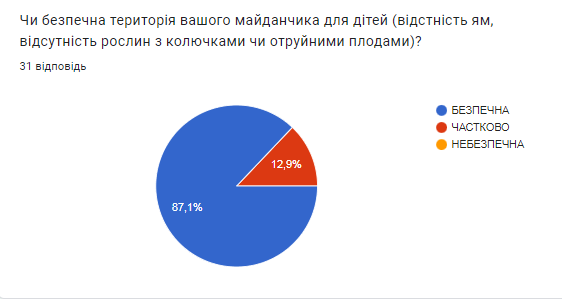 Чи безпечна територія вашого майданчика для дітей (відстність ям,
відсутність рослин з колючками чи отруйними плодами)?
31 відповідь
БЕЗПЕЧНА
ЧАСТКОВО
НЕБЕЗПЕЧНА
12,9%
87,1%